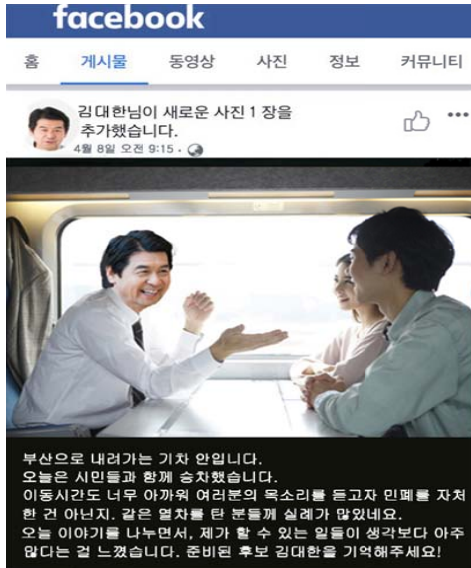 facebook
홈 게시물 동영상 사진 정보 커뮤니티
김대한님이 새로운 사진 1 장을
추가했습니다.
4월 8일 오전 9:15 ·
부산으로 내려가는 기차 안입니다.
오늘은 시민들과 함께 승차했습니다.
이동시간도 너무 아까워 여러분의 목소리를 듣고자 민폐를 자처
한 건 아닌지. 같은 열차를 탄 분들께 실례가 많았네요.
오늘 이야기를 나누면서, 제가 할 수 있는 일들이 생각보다 아주
많다는 걸 느꼈습니다. 준비된 후보 김대한을 기억해주세요!